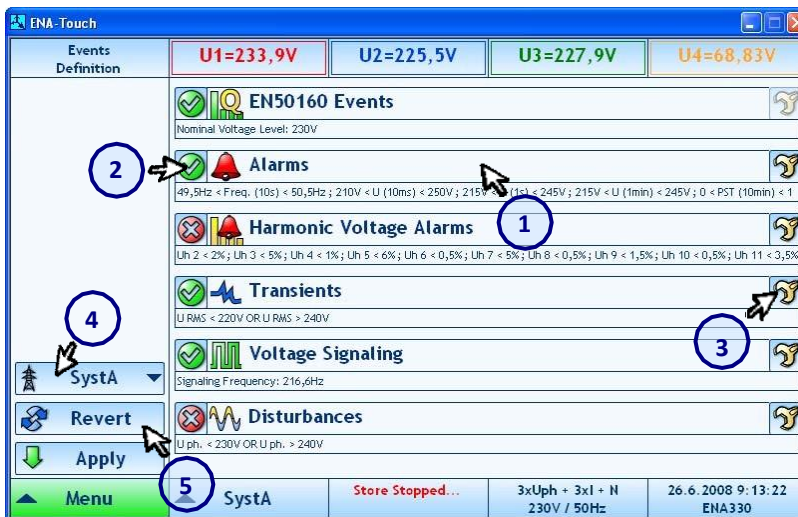 ENA-Touch
Events
Definition
U1=233,9V
U2=225,5V
U3=227,9V
U4=68,83V
EN50160 Events
Nominal Voltage Level: 230V
2
Alarms
49,5Hz < Freq. (10s) < 50,5Hz ; 210V < U (10ms) < 250V ; 215V (1s) < 245V; 215V < U (1min) < 245V ; 0 < PST (10min) < 1
1
Harmonic Voltage Alarms
Uh 2 < 2% ; Uh 3 < 5% ; Uh 4 < 1% ; Uh 5 < 6% ; Uh 6 < 0,5% ; Uh 7 < 5% ; Uh 8 < 0,5% ; Uh 9 < 1,5% ; Uh 10 < 0,5% ; Uh 11 < 3,5%
Transients
U RMS < 220V OR U RMS > 240V
3
4
Voltage Signaling
Signaling Frequency: 216,6Hz
SystA
Revert
Disturbances
U ph. < 230V OR U ph. > 240V
Apply
5
Menu
SystA
Store Stopped...
3xUph + 3xI + N
230V / 50Hz
26.6.2008 9:13:22
ENA330